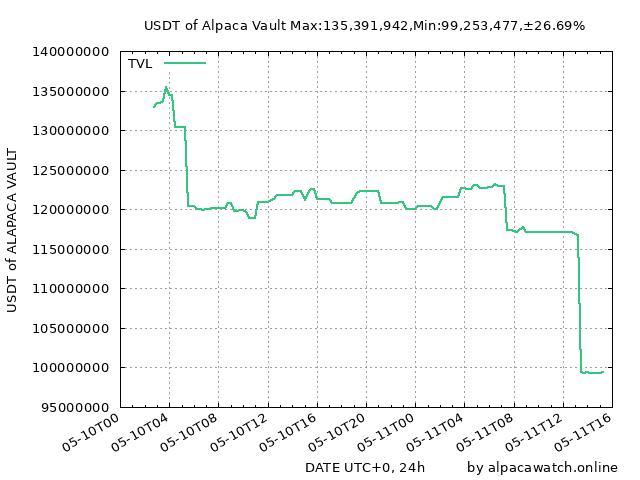 USDT of Alpaca Vault Max:135,391,942,Min:99,253,477,±26.69%
TVL
140000000
135000000
130000000
125000000
120000000
115000000
110000000
105000000
100000000
95000000
USDT of ALAPACA VAULT
05-10T00
05-10T04
05-10T08
05-10T12
05-10T16
05-10T20
05-11T00
05-11T04
05-11T08
05-11T12
05-11T16
DATE UTC+0, 24h
by alpacawatch.online